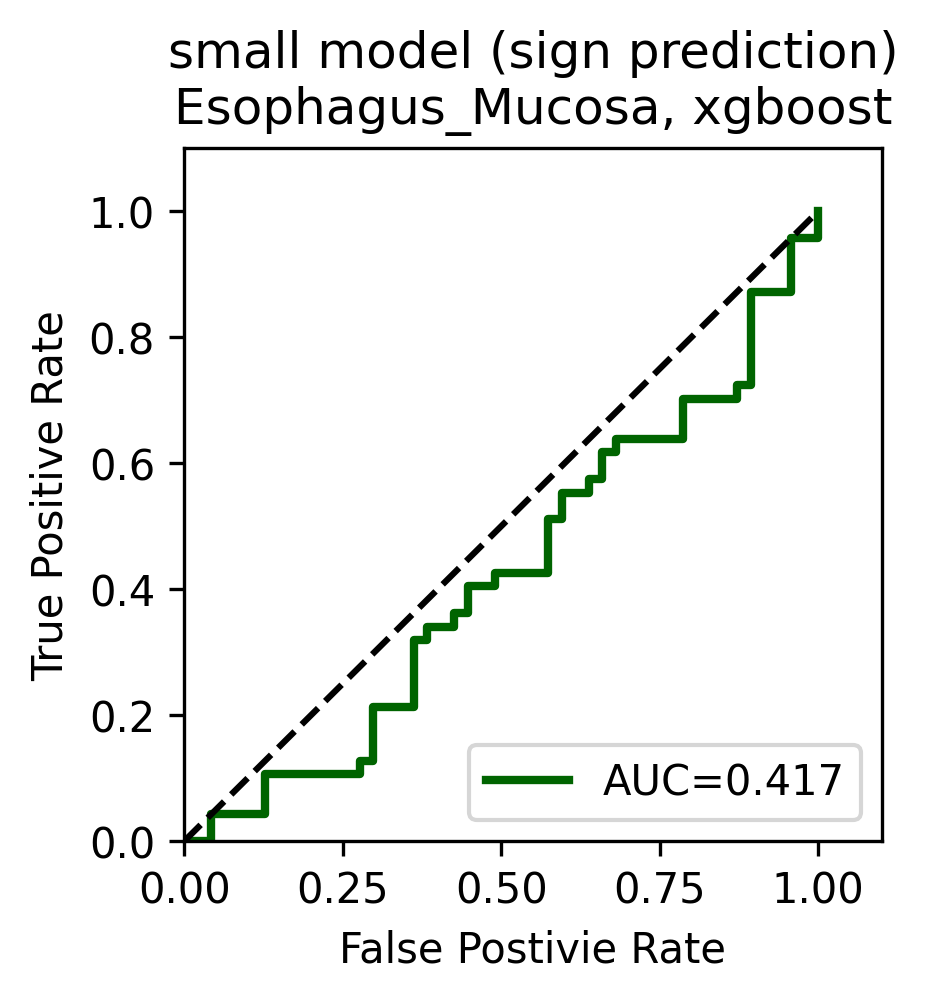 small model (sign prediction)
Esophagus_Mucosa, xgboost
1.0
0.8
0.6
0.4
0.2
0.0
True Positive Rate
AUC=0.417
0.00 0.25 0.50 0.75 1.00
False Postivie Rate